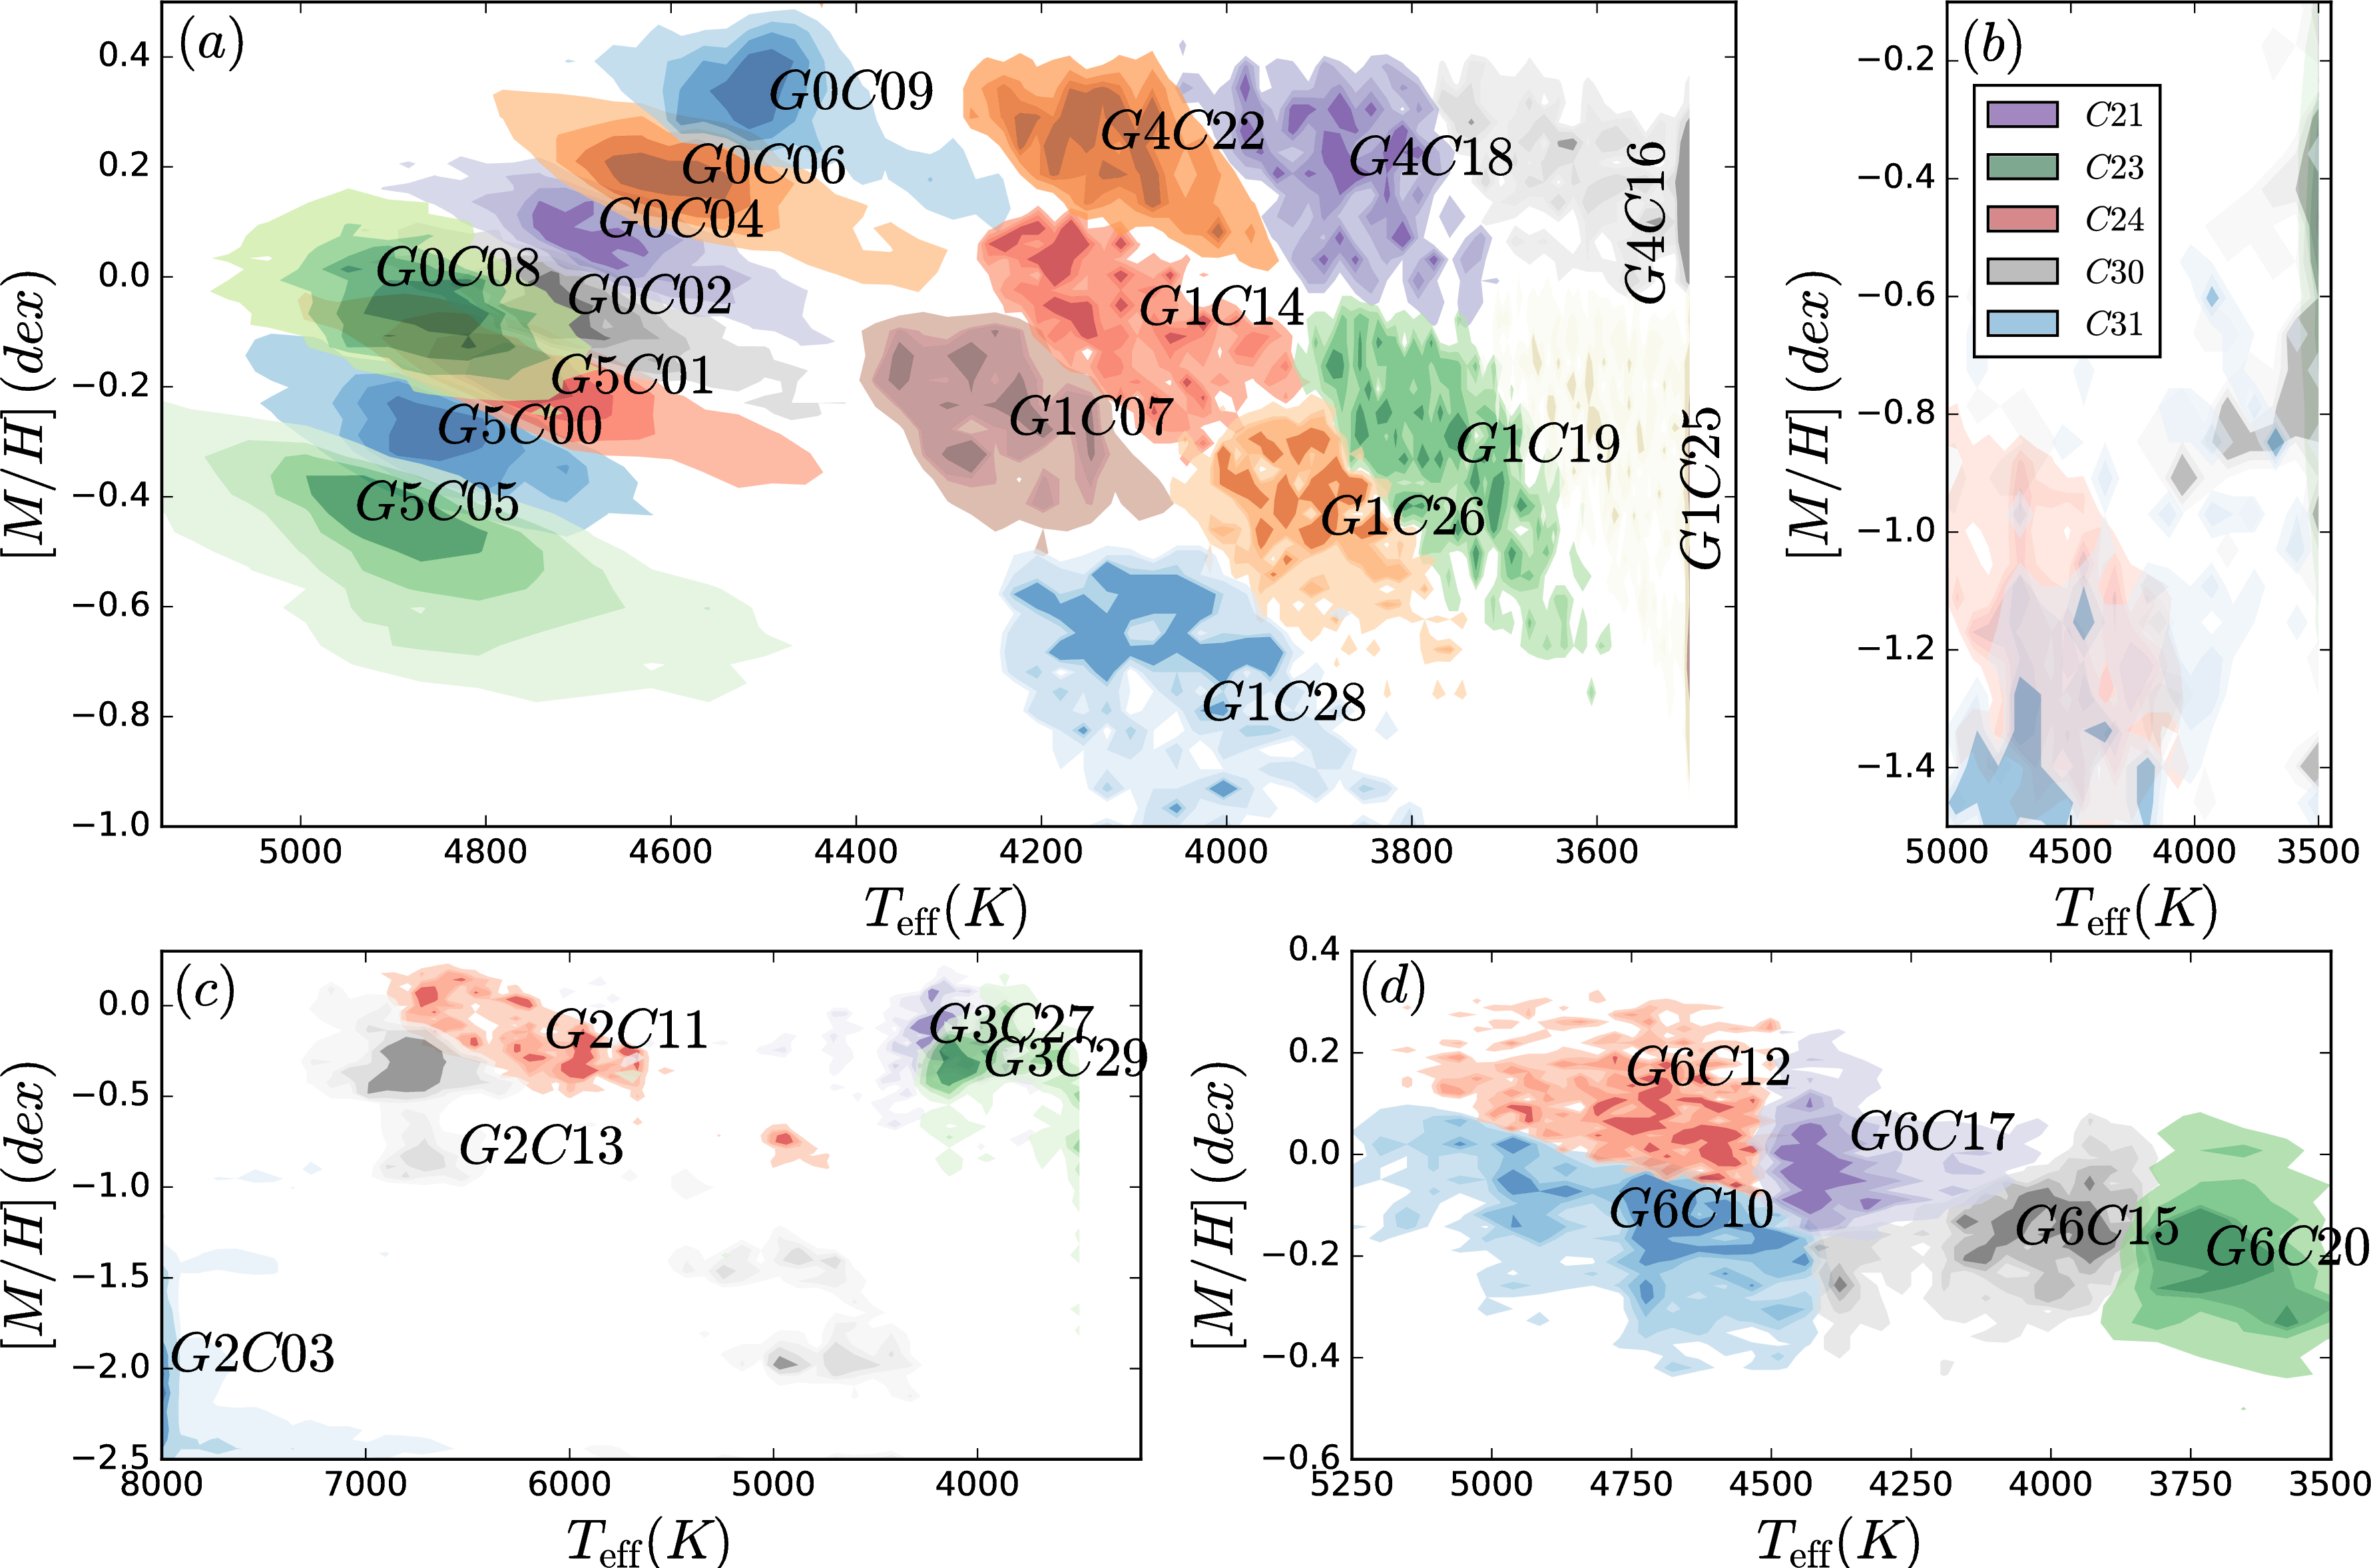 (a)
[M/H] (dex)
0.4
0.2
0.0
−0.2
−0.4
−0.6
−0.8
−1.0
G0C09
G4C22
G4C18
G0C06
G4C16
G0C04
G0C08
G0C02
G1C14
G5C01
G1C07
G5C00
G1C19
G1C25
G5C05
G1C26
G1C28
5000 4800 4600 4400 4200 4000 3800 3600
Teff(K)
(b)
[M/H] (dex)
−0.2
−0.4
−0.6
−0.8
−1.0
−1.2
−1.4
C21
C23
C24
C30
C31
5000 4500 4000 3500
Teff(K)
(c)
[M/H] (dex)
0.0
−0.5
−1.0
−1.5
−2.0
−2.5
G2C11
G3C27
G3C29
G2C13
G2C03
8000 7000 6000 5000 4000
Teff(K)
(d)
[M/H] (dex)
0.4
0.2
0.0
−0.2
−0.4
−0.6
G6C12
G6C17
G6C10
G6C15
G6C20
5250 5000 4750 4500 4250 4000 3750 3500
Teff(K)